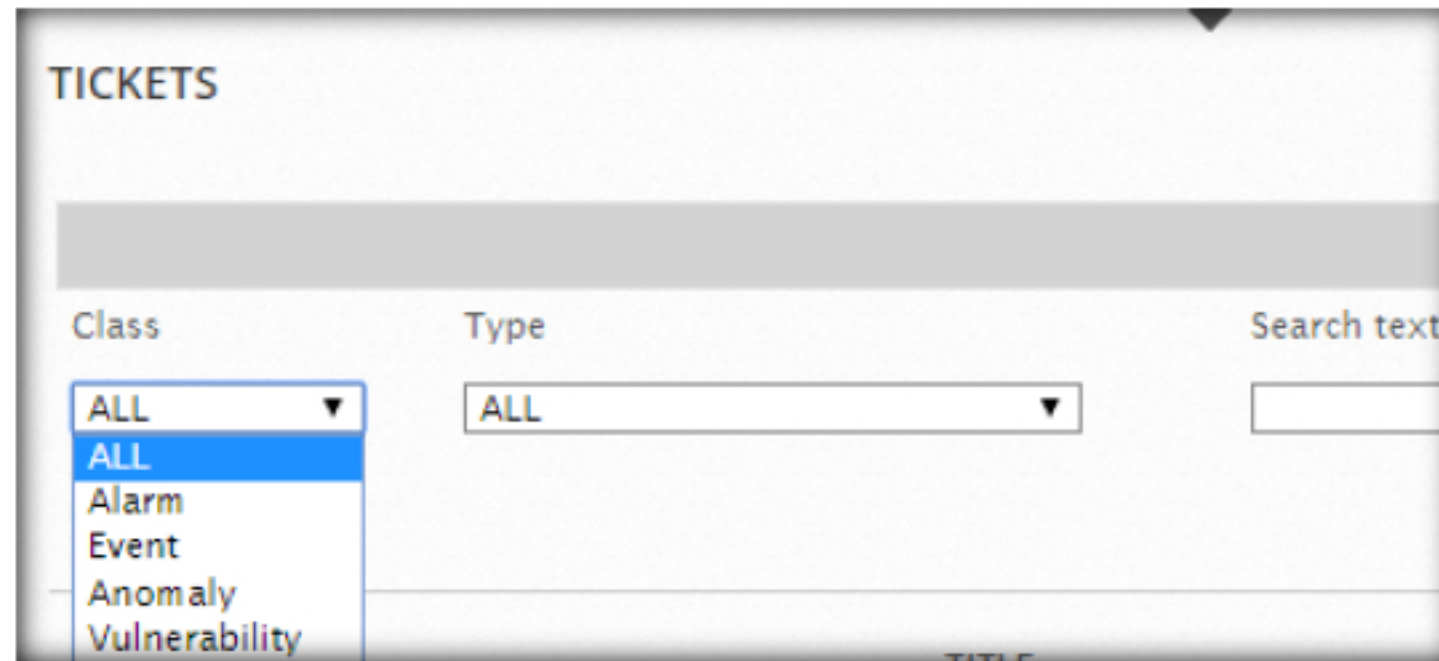 TICKETS
Class Type Search text
ALL ALL
ALL
Alarm
Event
Anomaly
Vulnerability